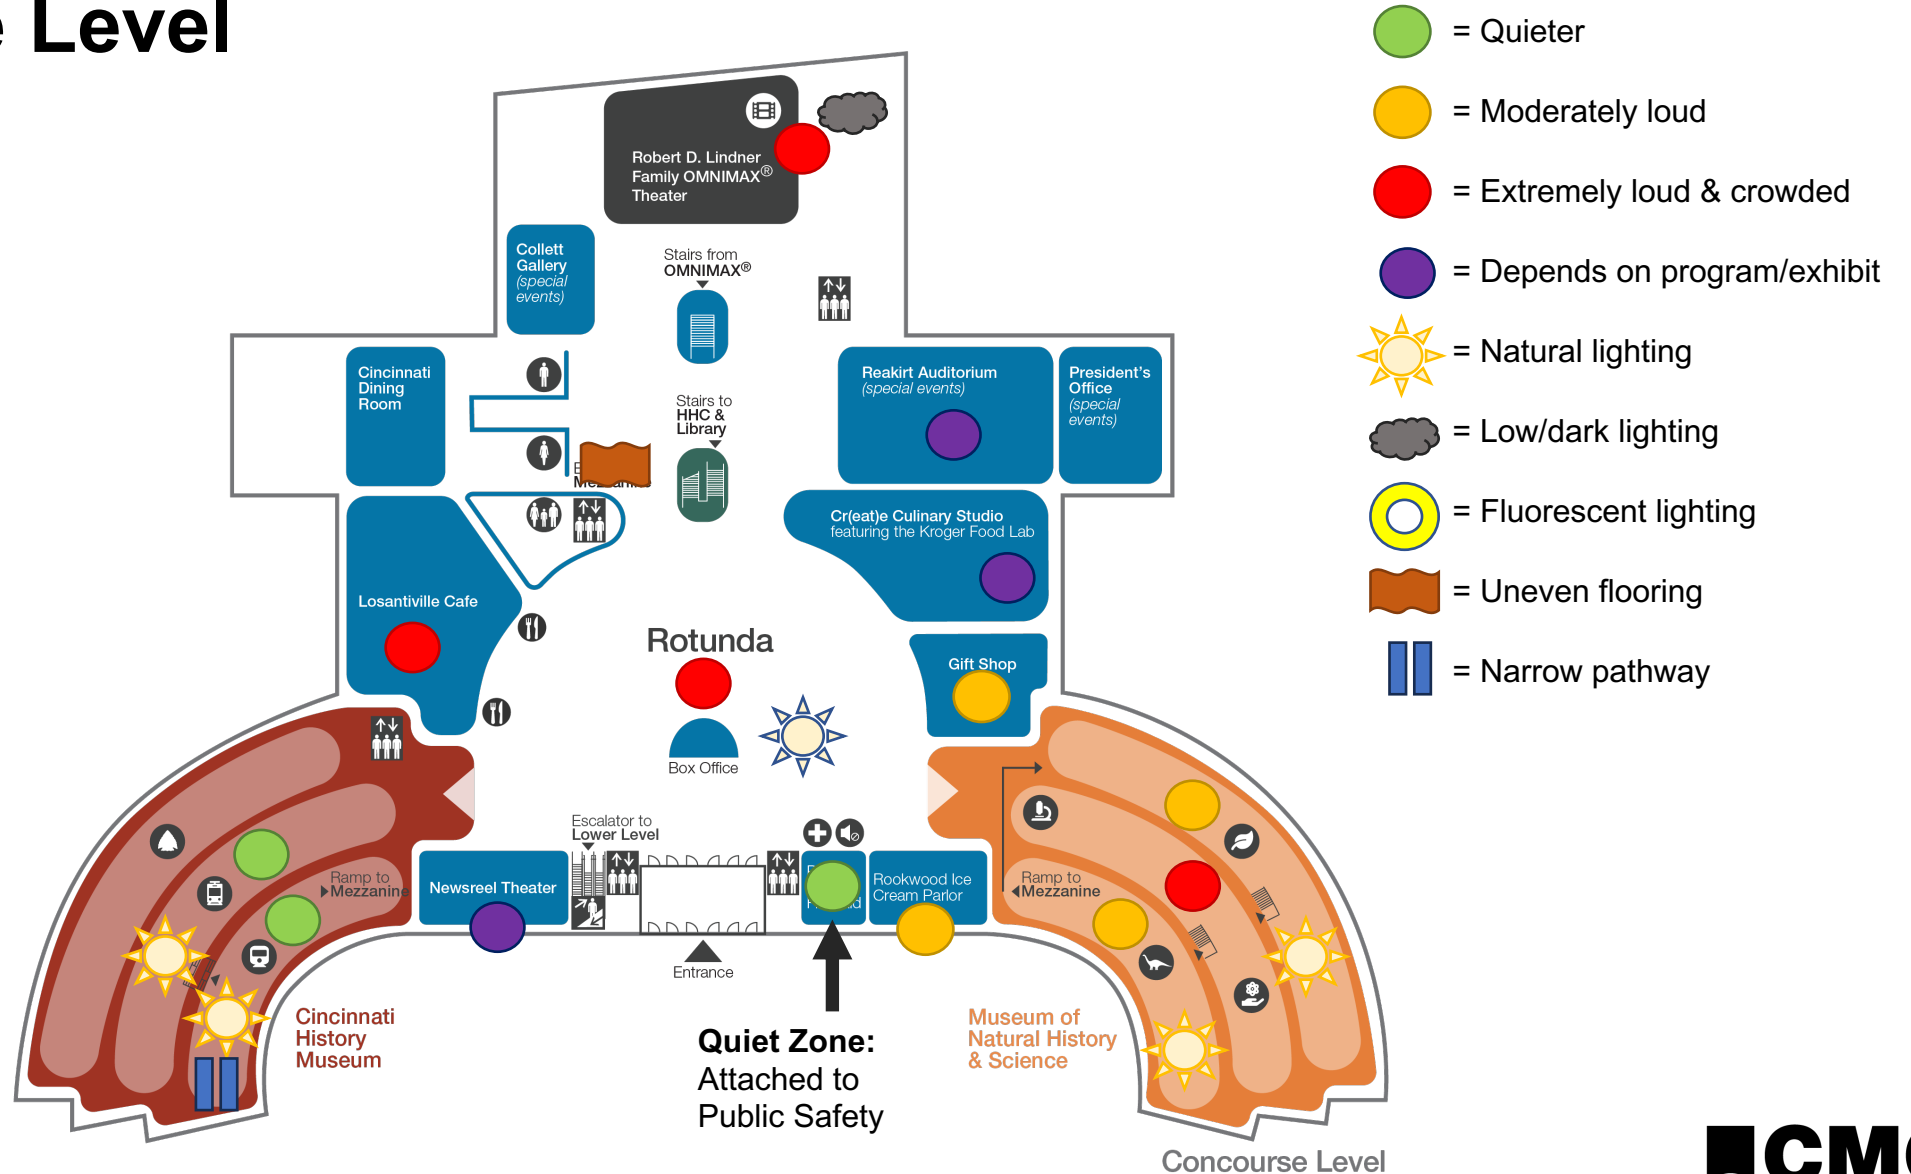 Level
= Quieter
= Moderately loud
= Extremely loud & crowded
= Depends on program/exhibit
= Natural lighting
= Low/dark lighting
= Fluorescent lighting
= Uneven flooring
= Narrow pathway
Robert D. Lindner
Family OMNIMAX®
Theater
Collett
Gallery
(special
events)
Stairs from
OMNIMAX®
Cincinnati
Dining
Room
Stairs to
HHC &
Library
Reakirt Auditorium
(special events)
President's
Office
(special
events)
Cr(eat)e Culinary Studio
featuring the Kroger Food Lab
Losantiville Cafe
Rotunda
Gift Shop
Box Office
Escalator to
Lower Level
Ramp to
Mezzanine
Newsreel Theater
Rookwood Ice
Cream Parlor
Ramp to
Mezzanine
Entrance
Cincinnati
History
Museum
Quiet Zone:
Attached to
Public Safety
Museum of
Natural History
& Science
Concourse Level